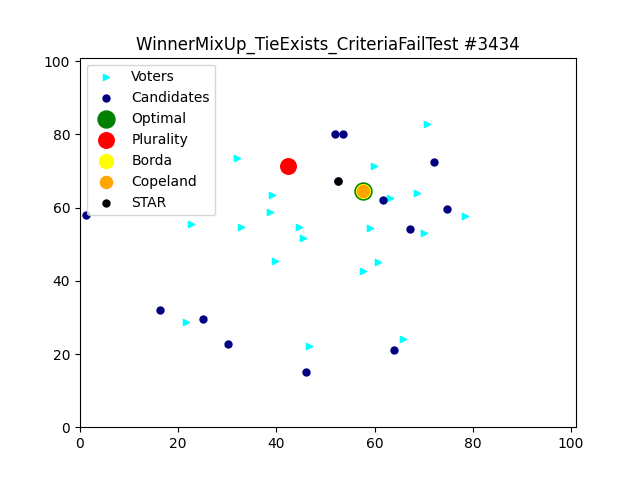 WinnerMixUp_TieExists_CriteriaFailTest #3434
100
80
60
40
20
0
Voters
Candidates
Optimal
Plurality
Borda
Copeland
STAR
0 20 40 60 80 100